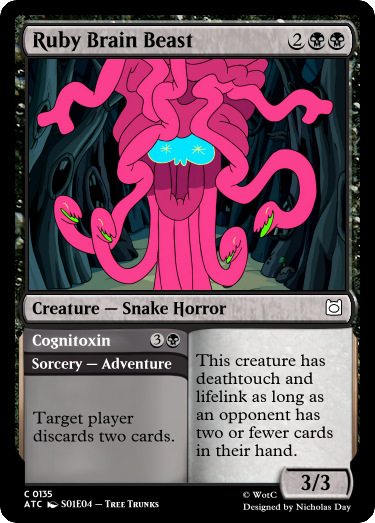 Ruby Brain Beast 2
Creature — Snake Horror
Cognitoxin 3
Sorcery — Adventure
Target player
discards two cards.
This creature has
deathtouch and
lifelink as long as
an opponent has
two or fewer cards
in their hand.
3/3
C 0135
ATC S01E04 – Tree Trunks
© WotC
Designed by Nicholas Day